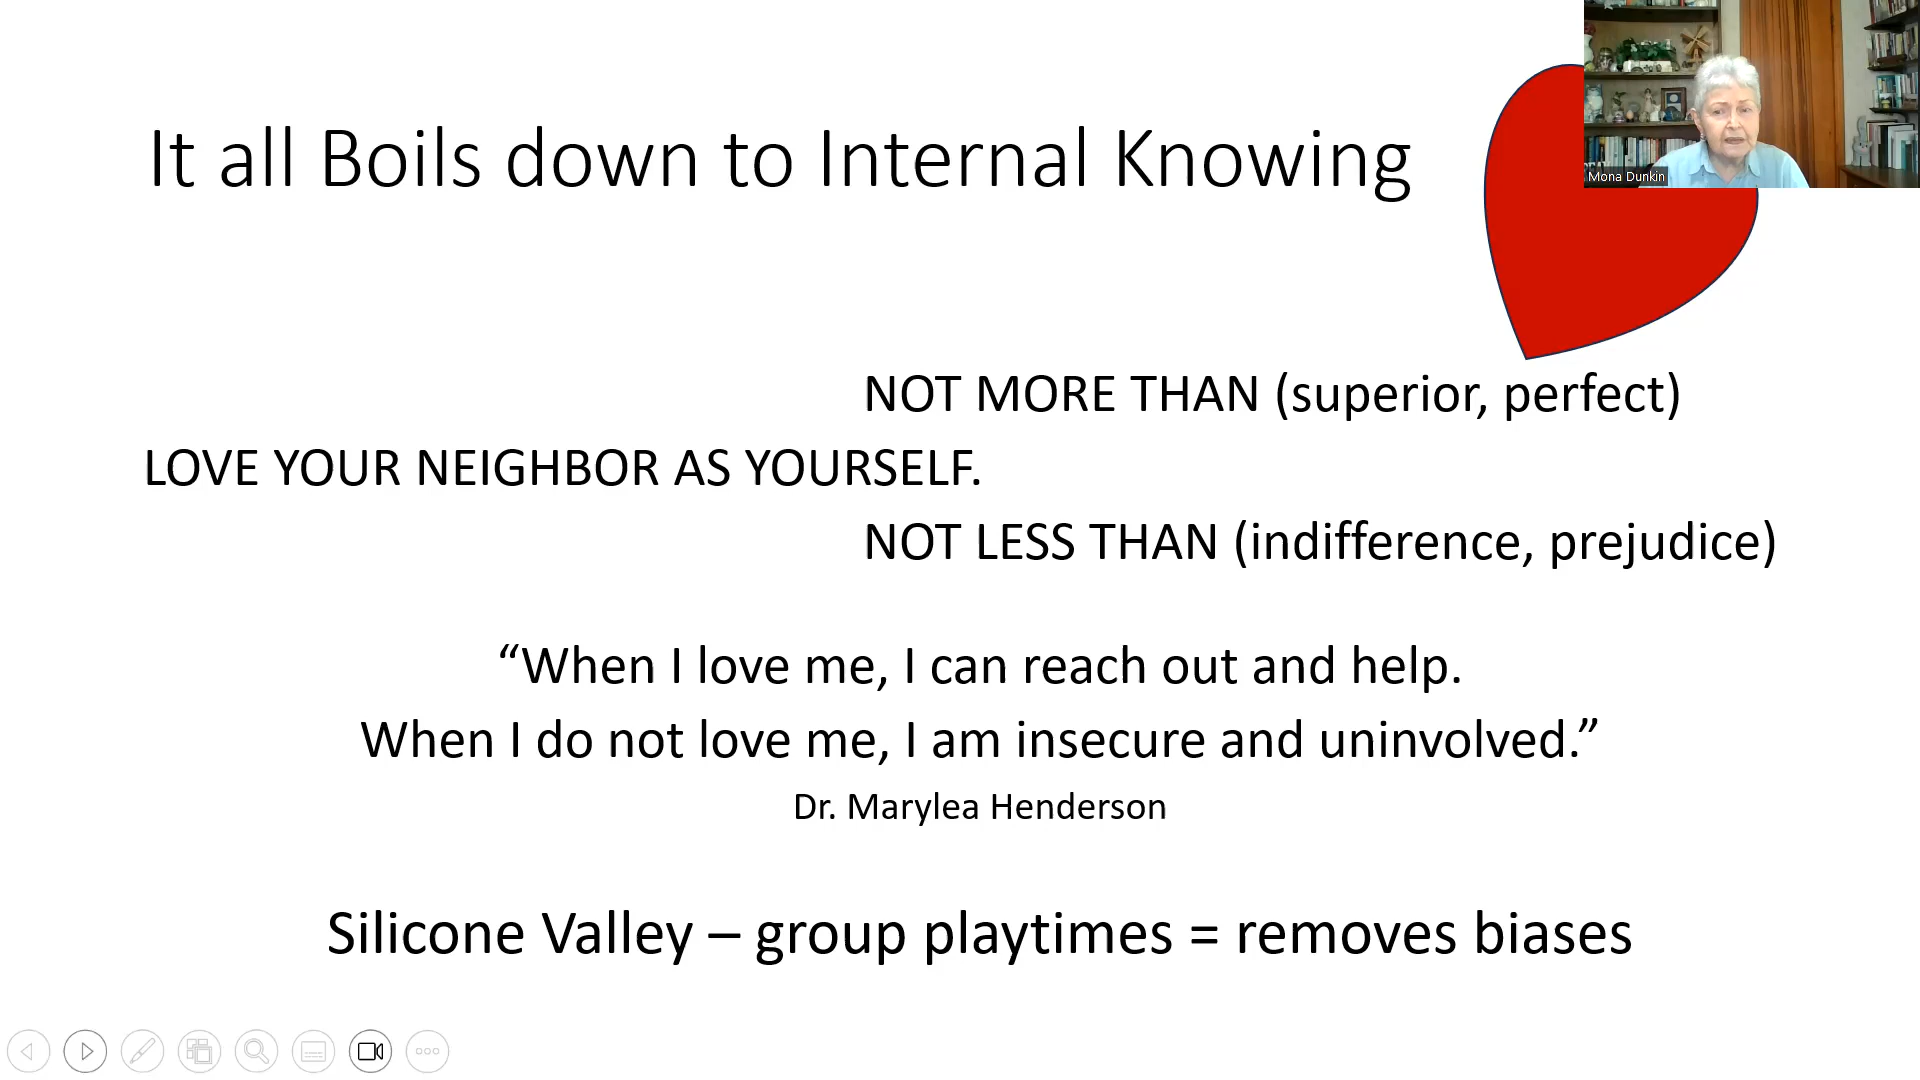 It all Boils down to Internal Knowing
Mona Dunkin
NOT MORE THAN (superior, perfect)
LOVE YOUR NEIGHBOR AS YOURSELF.
NOT LESS THAN (indifference, prejudice)
“When I love me, I can reach out and help.
When I do not love me, I am insecure and uninvolved.”
Dr. Marylea Henderson
Silicone Valley – group playtimes = removes biases